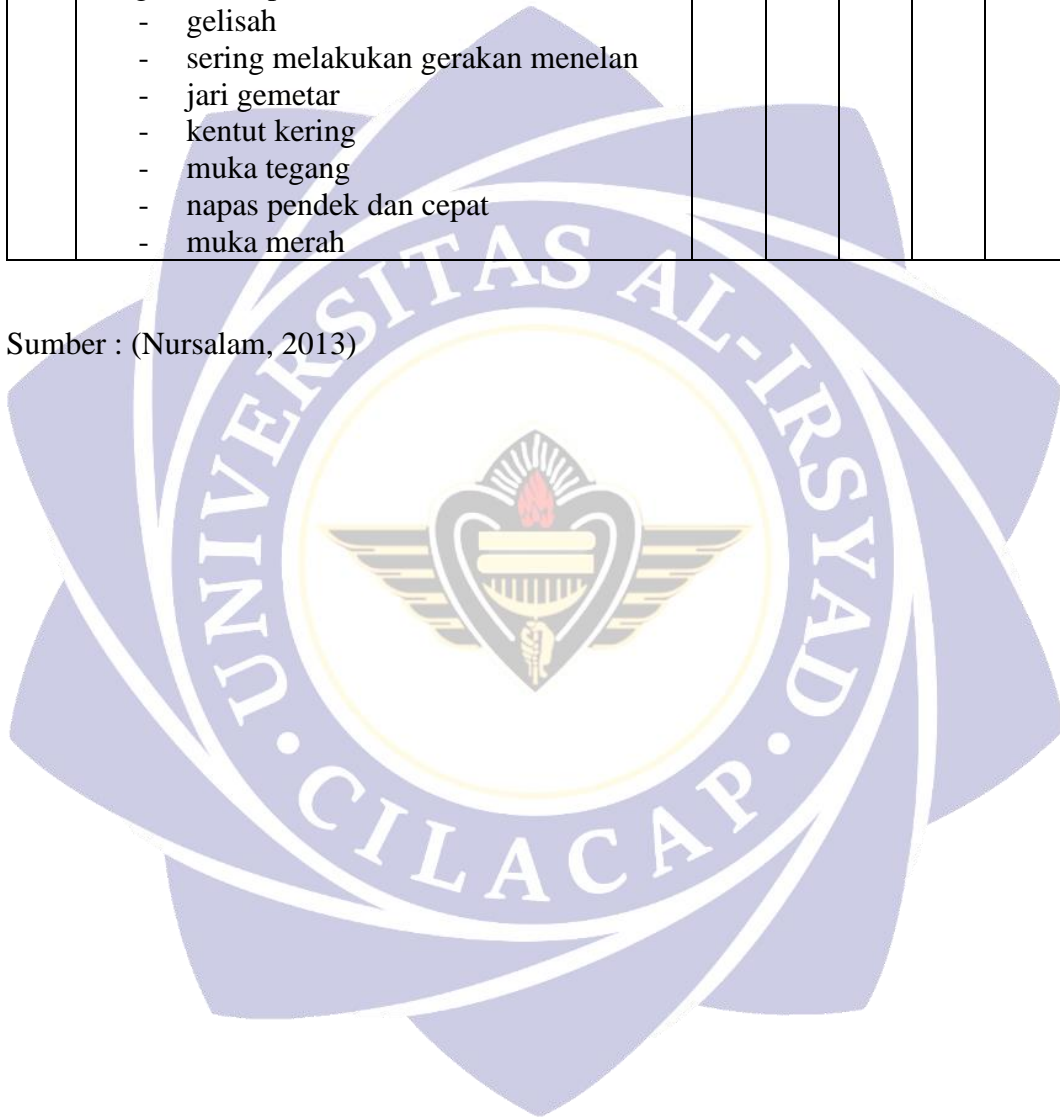 - gelisah
- sering melakukan gerakan menelan
- jari gemetar
- kentut kering
- muka tegang
- napas pendek dan cepat
- muka merah
Sumber : (Nursalam, 2013)
UNIVERSITAS AL-IRSYAD
• CILACAP •